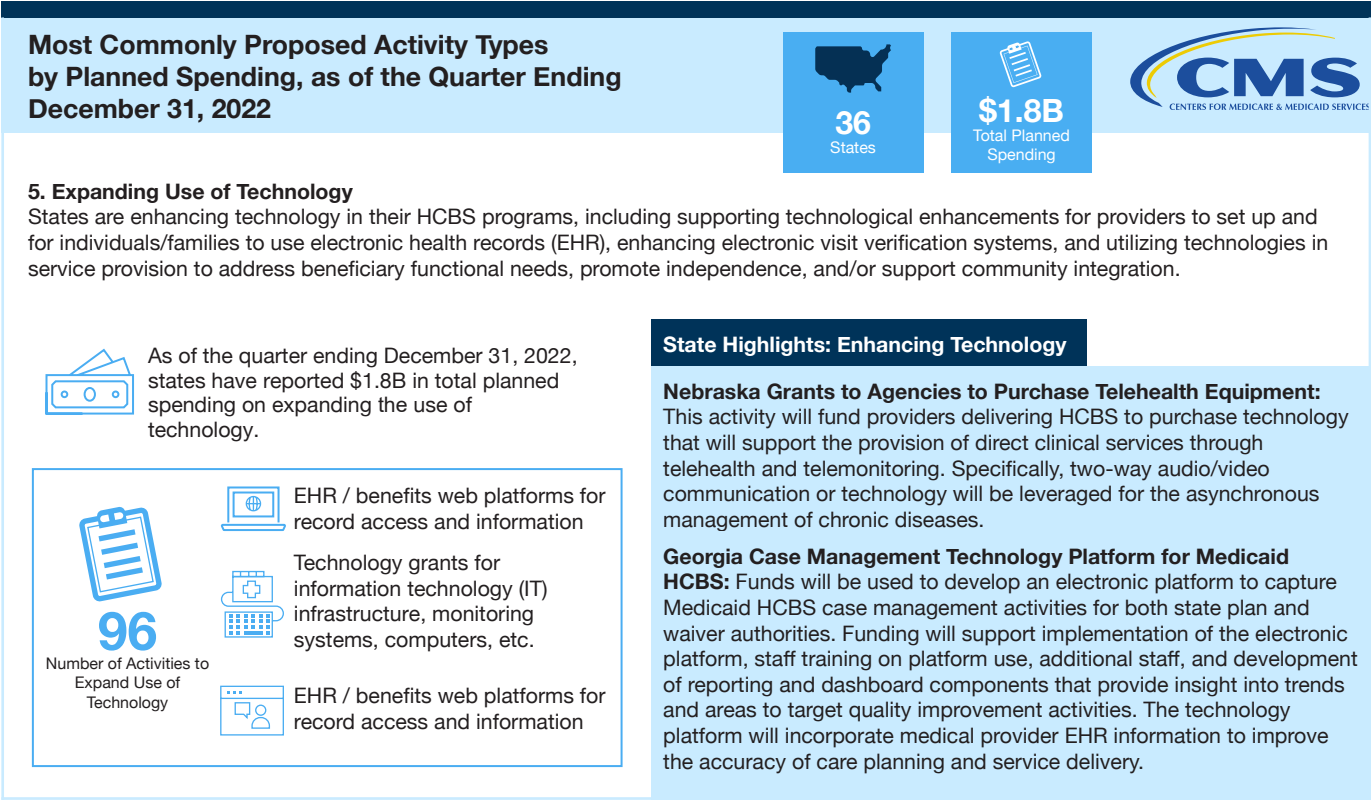 Most Commonly Proposed Activity Types
by Planned Spending, as of the Quarter Ending
December 31, 2022
36
States
$1.8B
Total Planned
Spending
CMS
CENTERS FOR MEDICARE & MEDICAID SERVICES
5. Expanding Use of Technology
States are enhancing technology in their HCBS programs, including supporting technological enhancements for providers to set up and
for individuals/families to use electronic health records (EHR), enhancing electronic visit verification systems, and utilizing technologies in
service provision to address beneficiary functional needs, promote independence, and/or support community integration.
As of the quarter ending December 31, 2022,
states have reported $1.8B in total planned
spending on expanding the use of
technology.
96
Number of Activities to
Expand Use of
Technology
EHR / benefits web platforms for
record access and information
Technology grants for
information technology (IT)
infrastructure, monitoring
systems, computers, etc.
EHR / benefits web platforms for
record access and information
State Highlights: Enhancing Technology
Nebraska Grants to Agencies to Purchase Telehealth Equipment:
This activity will fund providers delivering HCBS to purchase technology
that will support the provision of direct clinical services through
telehealth and telemonitoring. Specifically, two-way audio/video
communication or technology will be leveraged for the asynchronous
management of chronic diseases.
Georgia Case Management Technology Platform for Medicaid
HCBS: Funds will be used to develop an electronic platform to capture
Medicaid HCBS case management activities for both state plan and
waiver authorities. Funding will support implementation of the electronic
platform, staff training on platform use, additional staff, and development
of reporting and dashboard components that provide insight into trends
and areas to target quality improvement activities. The technology
platform will incorporate medical provider EHR information to improve
the accuracy of care planning and service delivery.